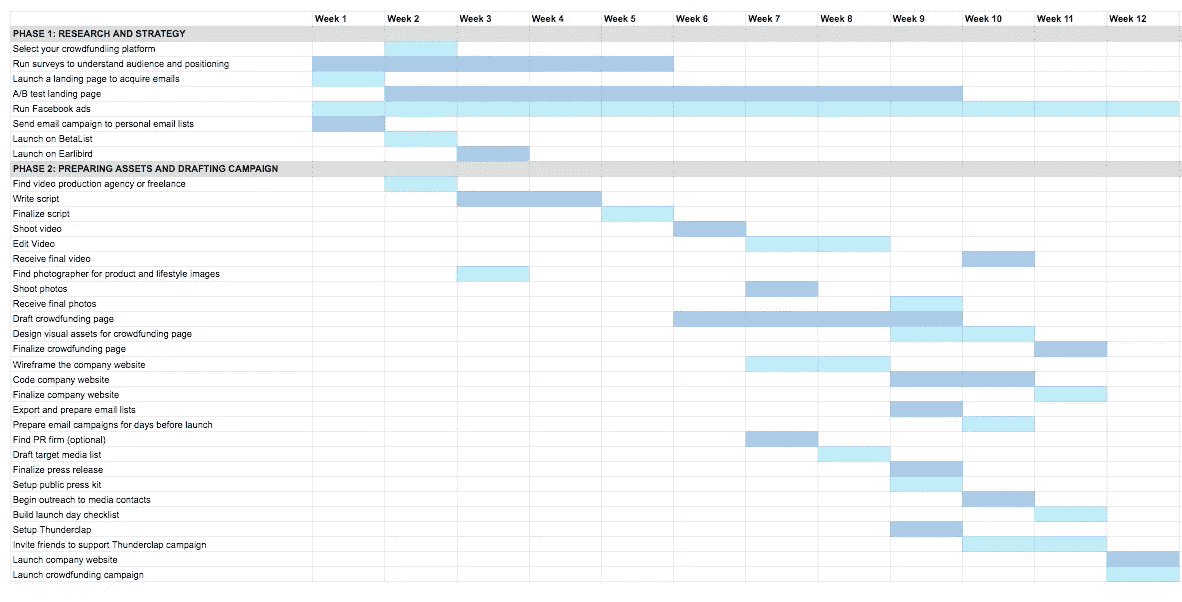 Week 1 Week 2 Week 3 Week 4 Week 5 Week 6 Week 7 Week 8 Week 9 Week 10 Week 11 Week 12
PHASE 1: RESEARCH AND STRATEGY
Select your crowdfundiing platform
Run surveys to understand audience and positioning
Launch a landing page to acquire emails
A/B test landing page
Run Facebook ads
Send email campaign to personal email lists
Launch on BetaList
Launch on Earlibird
PHASE 2: PREPARING ASSETS AND DRAFTING CAMPAIGN
Find video production agency or freelance
Write script
Finalize script
Shoot video
Edit Video
Receive final video
Find photographer for product and lifestyle images
Shoot photos
Receive final photos
Draft crowdfunding page
Design visual assets for crowdfunding page
Finalize crowdfunding page
Wireframe the company website
Code company website
Finalize company website
Export and prepare email lists
Prepare email campaigns for days before launch
Find PR firm (optional)
Draft target media list
Finalize press release
Setup public press kit
Begin outreach to media contacts
Build launch day checklist
Setup Thunderclap
Invite friends to support Thunderclap campaign
Launch company website
Launch crowdfunding campaign